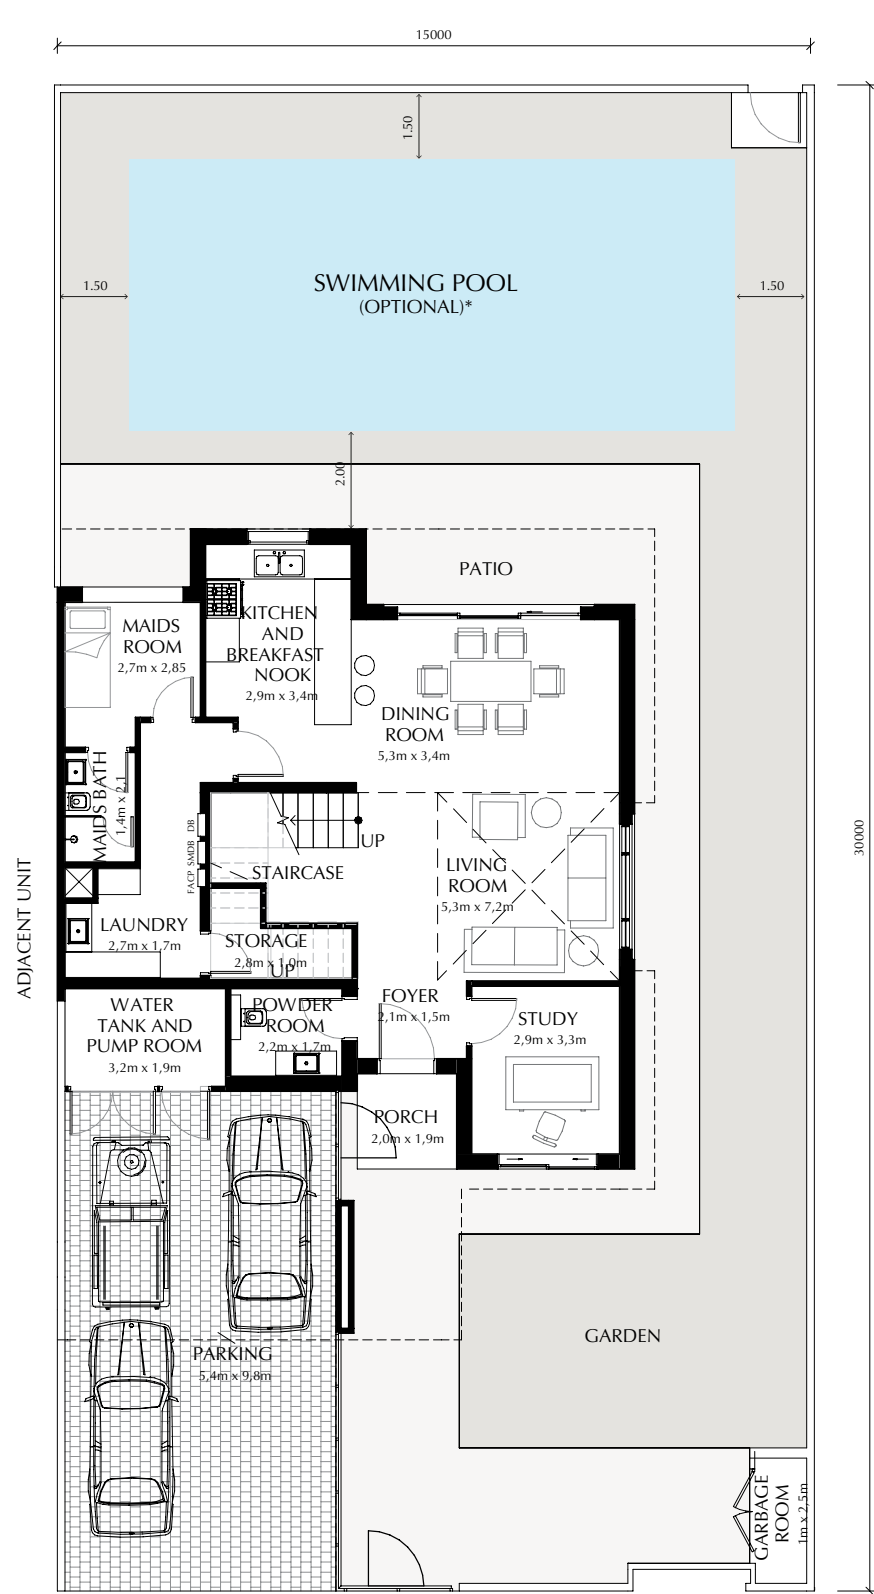 15000
1.50
SWIMMING POOL
(OPTIONAL)*
1.50
1.50
2.00
PATIO
KITCHEN
AND
BREAKFAST
NOOK
2,9m x 3,4m
MAIDS
ROOM
2,7m x 2,85
DINING
ROOM
5,3m x 3,4m
MAIDS BATH
1,4m x 2,1
30000
DB
SMDB
FACP
UP
STAIRCASE
LIVING
ROOM
5,3m x 7,2m
ADJACENT UNIT
LAUNDRY
2,7m x 1,7m
STORAGE
2,8m x 1,0m
UP
WATER
TANK AND
PUMP ROOM
3,2m x 1,9m
POWDER
ROOM
2,2m x 1,7m
FOYER
2,1m x 1,5m
STUDY
2,9m x 3,3m
PORCH
2,0m x 1,9m
GARDEN
PARKING
5,4m x 9,8m
GARBAGE
ROOM
1m x 2,5m